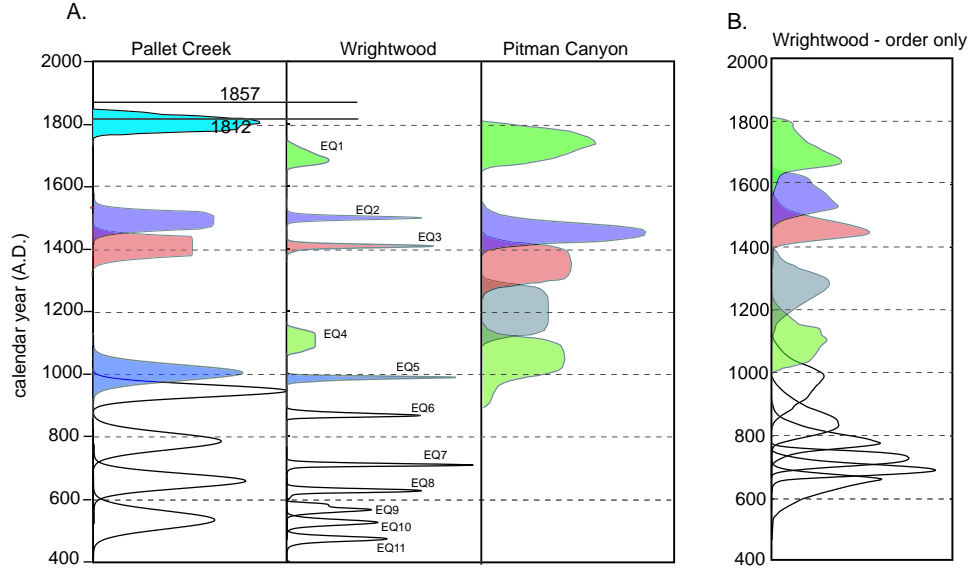 A.
B.
Pallet Creek
Wrightwood
Pitman Canyon
Wrightwood - order only
calendar year (A.D.)
2000
1800
1600
1400
1200
1000
800
600
400
1857
1812
EQ1
EQ2
EQ3
EQ4
EQ5
EQ6
EQ7
EQ8
EQ9
EQ10
EQ11
2000
1800
1600
1400
1200
1000
800
600
400